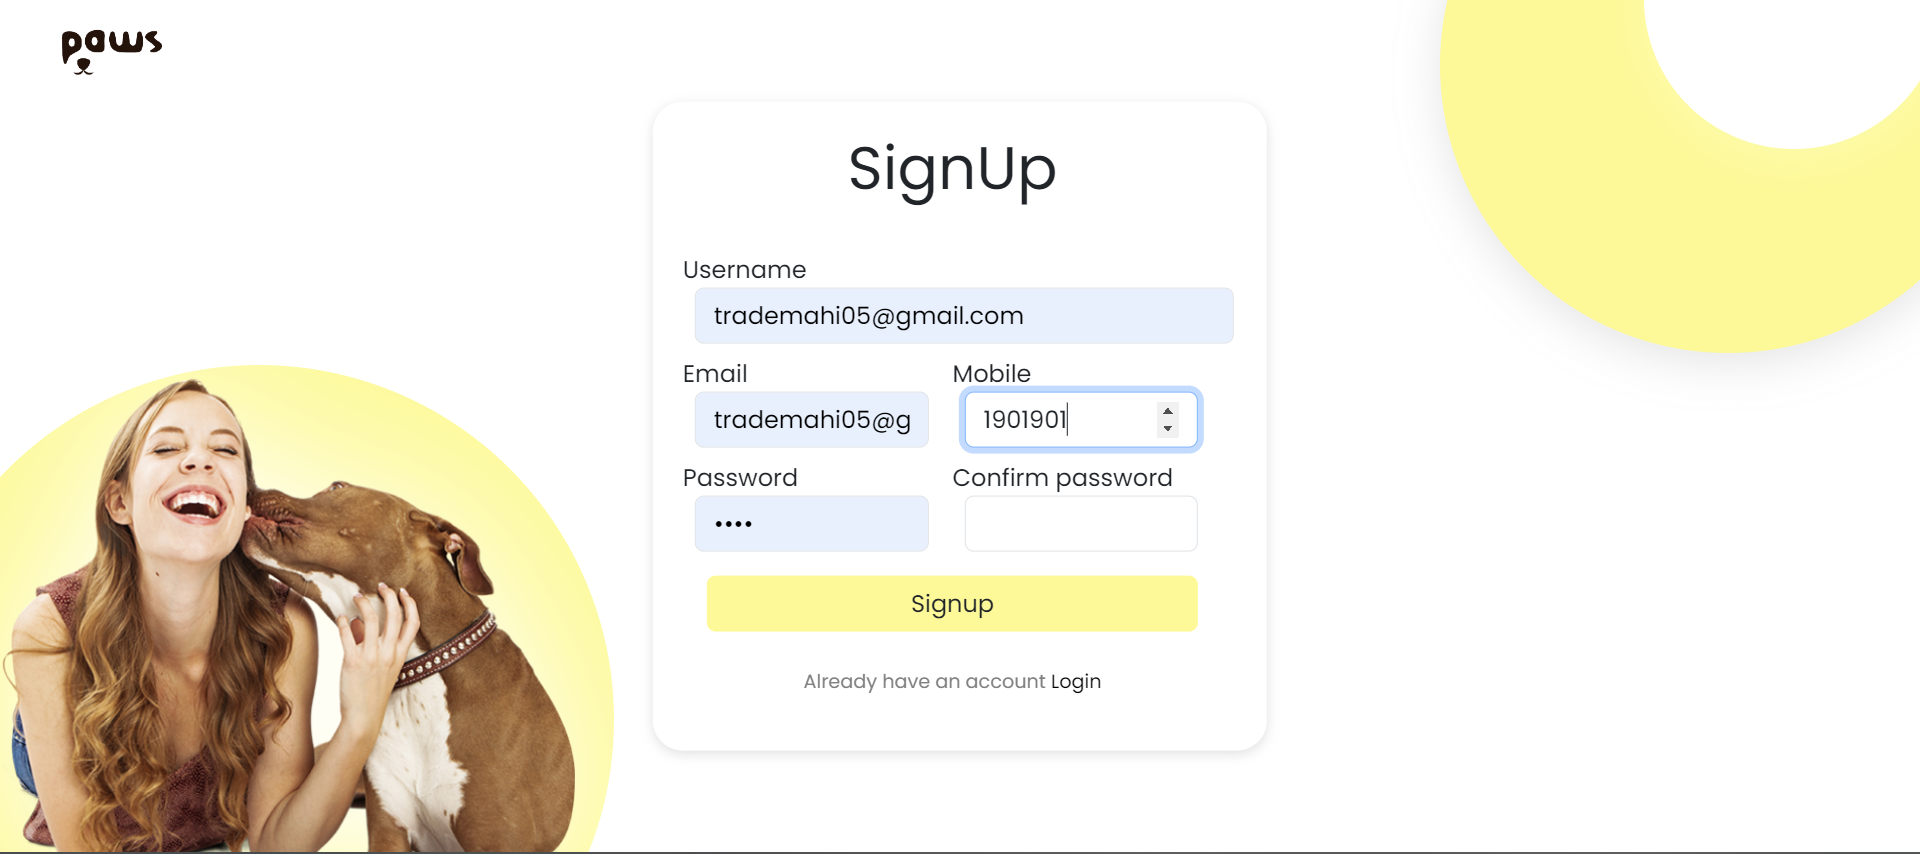 paws
SignUp
Username
trademahi05@gmail.com
Email Mobile
trademahi05@g 1901901
Password Confirm password
••••
Signup
Already have an account Login